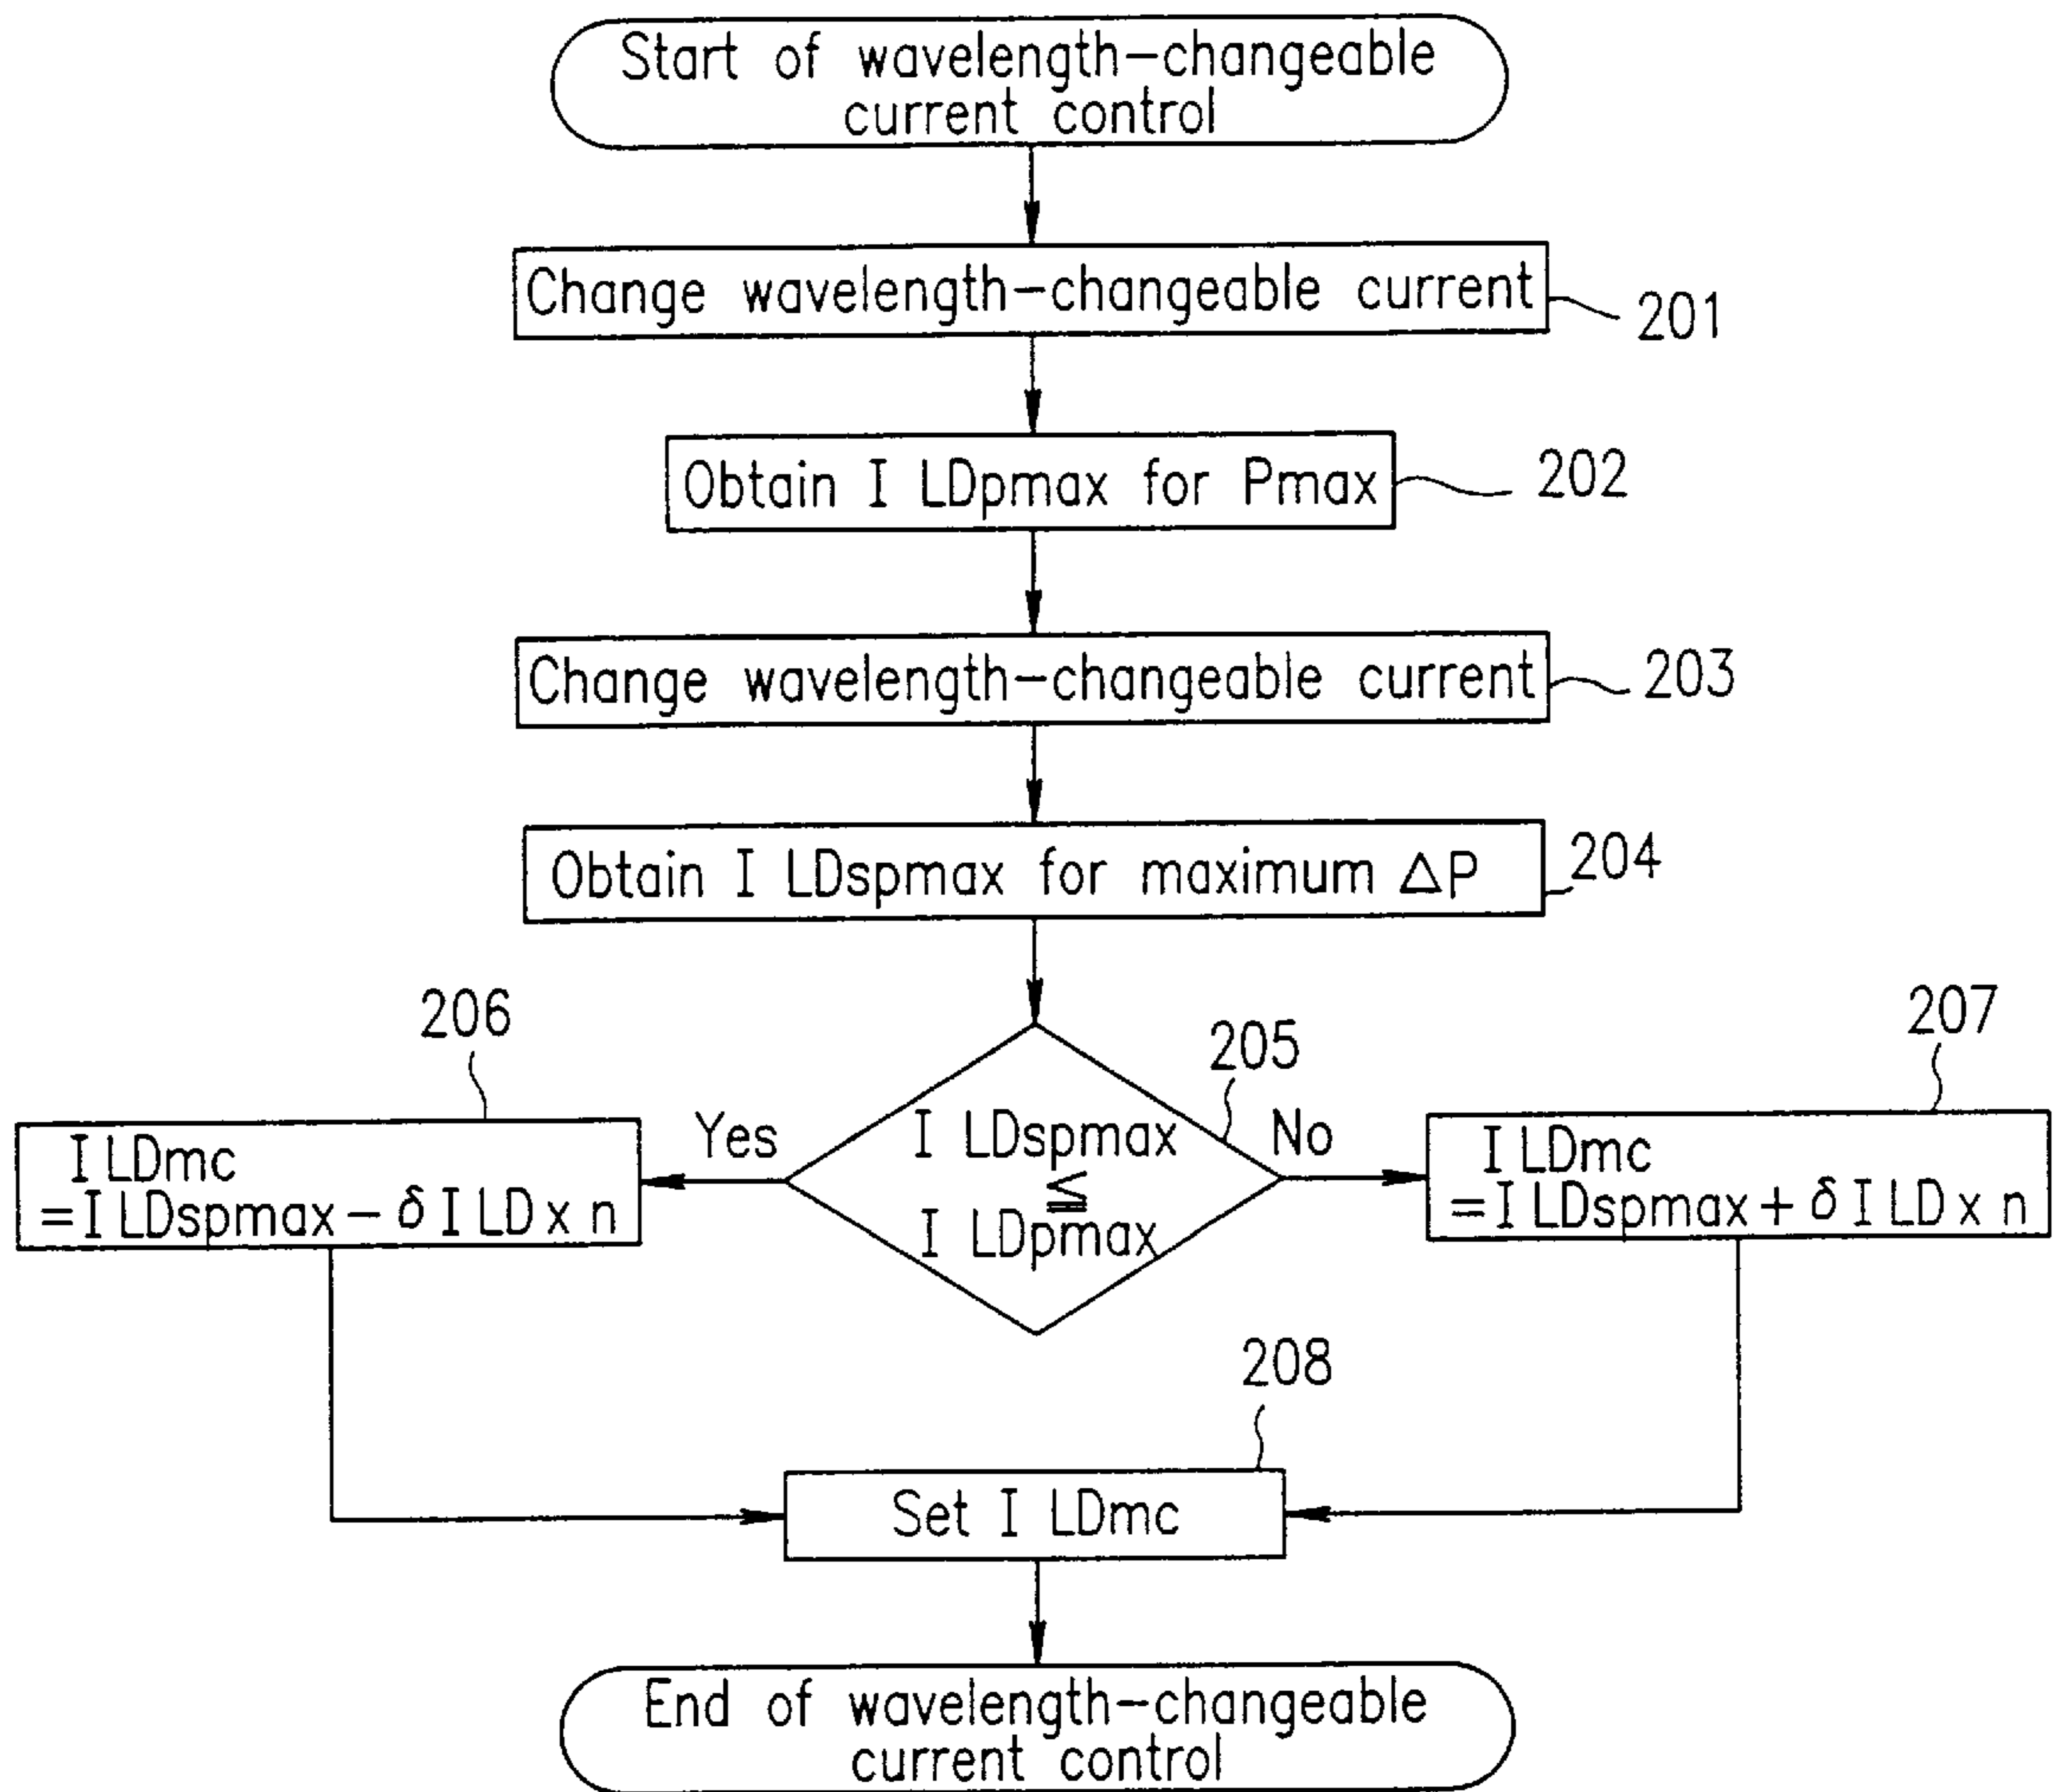 Start of wavelength-changeable
current control
Change wavelength-changeable current
201
Obtain I LDpmax for Pmax
202
Change wavelength-changeable current
203
Obtain I LDspmax for maximum ΔP
204
205
I LDspmax
≦
I LDpmax
Yes
No
206
I LDmc
=I LDspmax-δI LD x n
207
I LDmc
=I LDspmax+δI LD x n
208
Set I LDmc
End of wavelength-changeable
current control